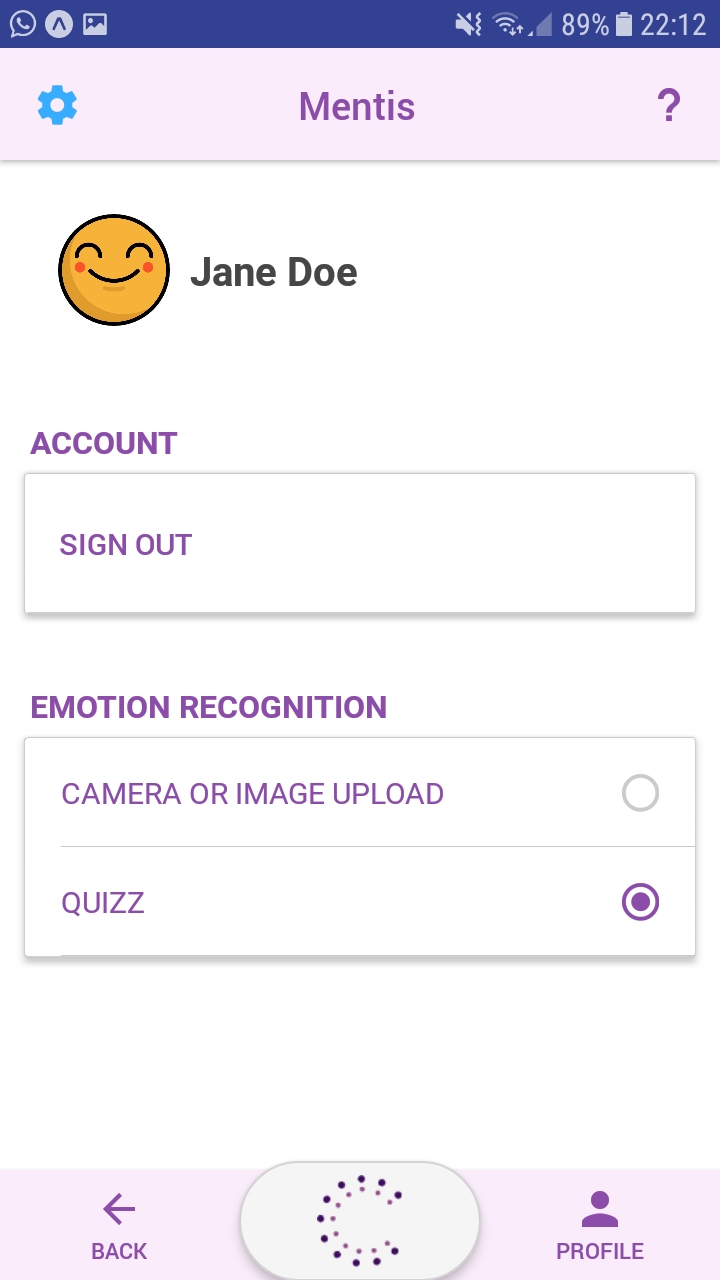 89% 22:12
Mentis ?
Jane Doe
ACCOUNT
SIGN OUT
EMOTION RECOGNITION
CAMERA OR IMAGE UPLOAD
QUIZZ
BACK PROFILE